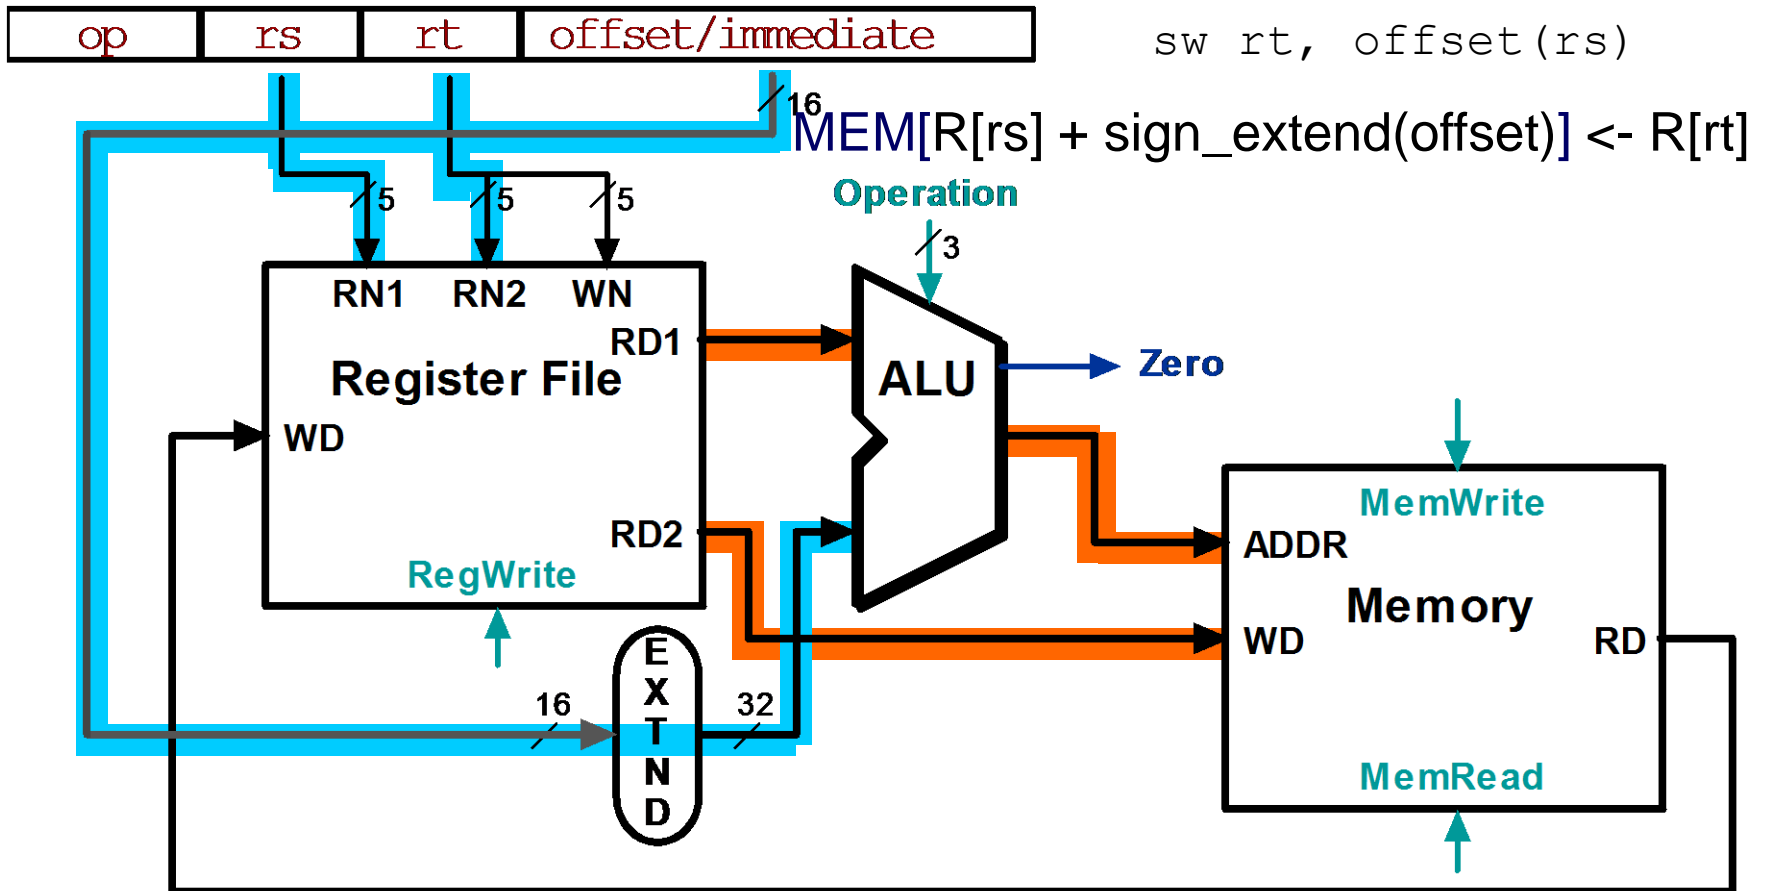 op rs rt offset/immediate
sw rt, offset(rs)
16
MEM[R[rs] + sign_extend(offset)] <- R[rt]
5 5 5
Operation
3
RN1 RN2 WN
RD1
Register File
ALU
Zero
WD
MemWrite
RD2
ADDR
RegWrite
Memory
WD
RD
16
EXTND
32
MemRead